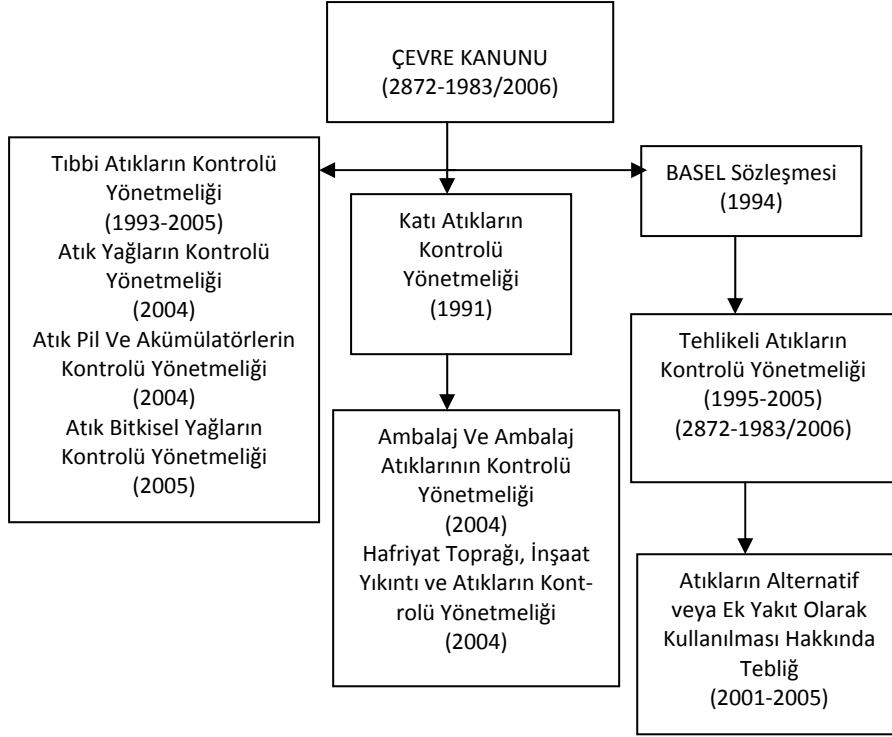 ÇEVRE KANUNU
(2872-1983/2006)
Tıbbi Atıkların Kontrolü
Yönetmeliği
(1993-2005)
Atık Yağların Kontrolü
Yönetmeliği
(2004)
Atık Pil Ve Akümülatörlerin
Kontrolü Yönetmeliği
(2004)
Atık Bitkisel Yağların
Kontrolü Yönetmeliği
(2005)
Katı Atıkların
Kontrolü
Yönetmeliği
(1991)
Ambalaj Ve Ambalaj
Atıklarının Kontrolü
Yönetmeliği
(2004)
Hafriyat Toprağı, İnşaat
Yıkıntı ve Atıkların Kont-
rolü Yönetmeliği
(2004)
BASEL Sözleşmesi
(1994)
Tehlikeli Atıkların
Kontrolü Yönetmeliği
(1995-2005)
(2872-1983/2006)
Atıkların Alternatif
veya Ek Yakıt Olarak
Kullanılması Hakkında
Tebliğ
(2001-2005)